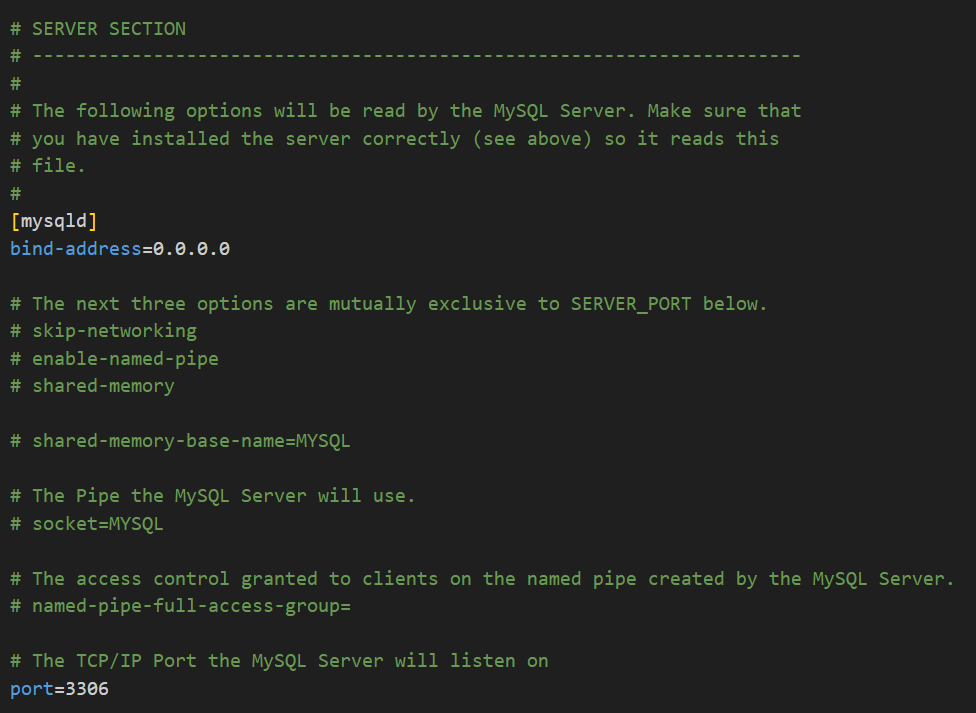 # SERVER SECTION
# ----------------------------------------------------------------------
#
# The following options will be read by the MySQL Server. Make sure that
# you have installed the server correctly (see above) so it reads this
# file.
#
[mysqld]
bind-address=0.0.0.0
# The next three options are mutually exclusive to SERVER_PORT below.
# skip-networking
# enable-named-pipe
# shared-memory
# shared-memory-base-name=MYSQL
# The Pipe the MySQL Server will use.
# socket=MYSQL
# The access control granted to clients on the named pipe created by the MySQL Server.
# named-pipe-full-access-group=
# The TCP/IP Port the MySQL Server will listen on
port=3306